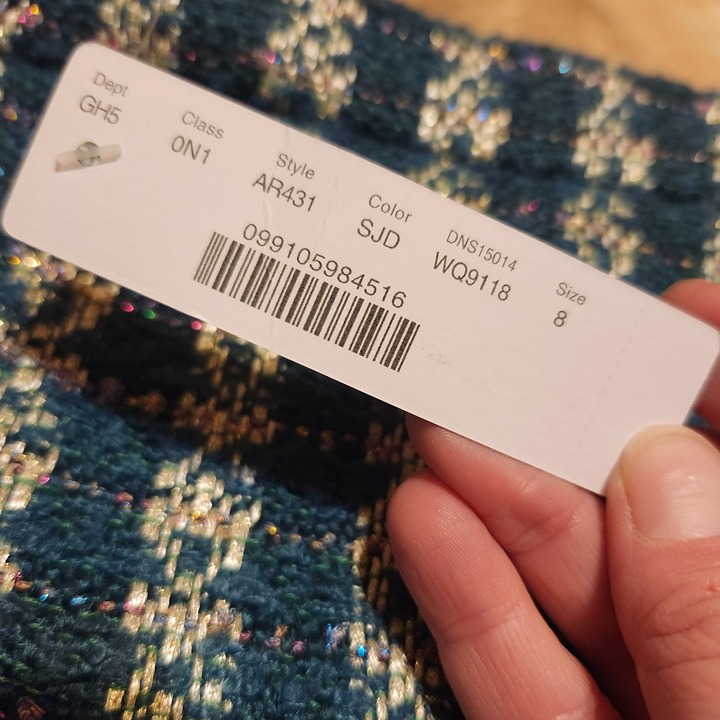 Dept Class Style Color DNS15014 Size
GH5 0N1 AR431 SJD WQ9118 8
099105984516